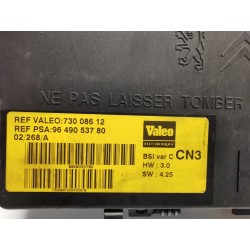 NE PAS LAISSER TOMBER
REF VALEO:730 086 12
REF PSA:96 490 537 80
02/268/A
Valeo
BSI var C CN3
HW : 3.0
SW : 4.25